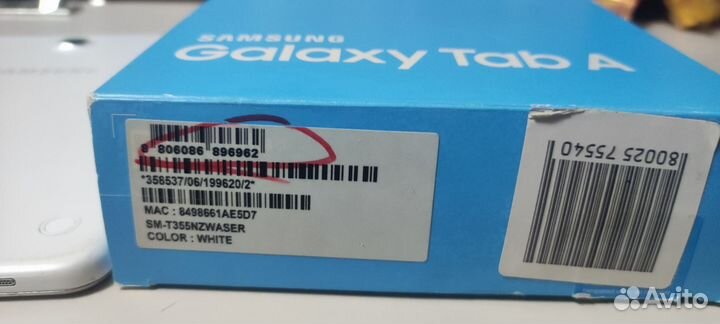 SAMSUNG
SAMSUNG
Galaxy Tab A
8 806086 896962
*358537/06/199620/2*
MAC : 8498661AE5D7
SM-T355NZWASER
COLOR : WHITE
80025 75540
Avito